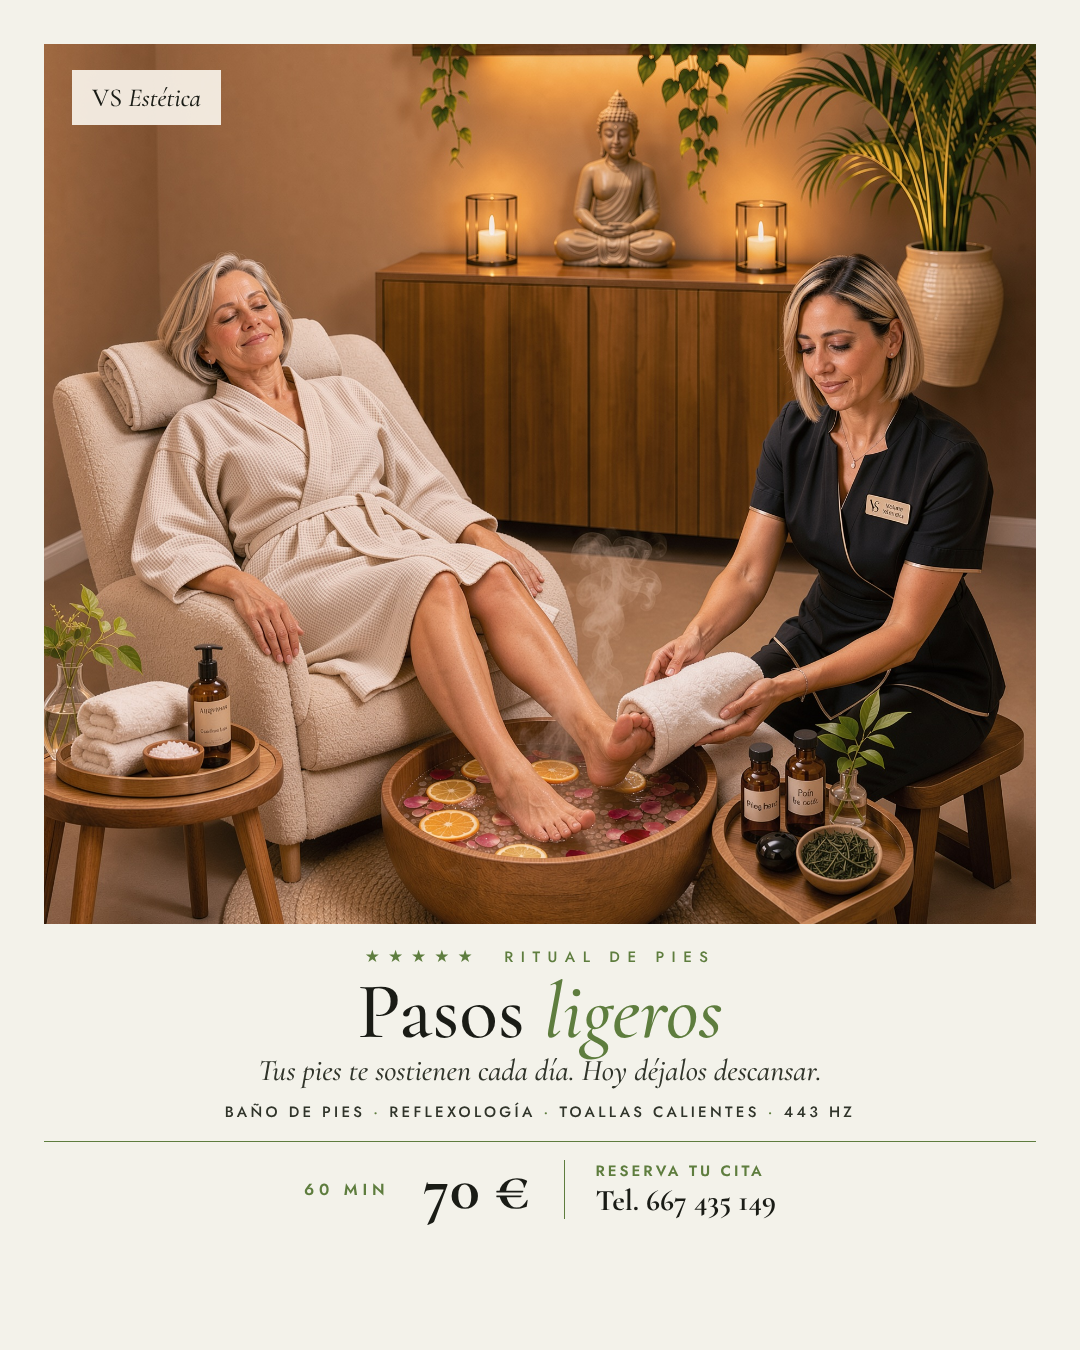 VS Estética
VS
★★★★★ RITUAL DE PIES
Pasos ligeros
Tus pies te sostienen cada día. Hoy déjalos descansar.
BAÑO DE PIES · REFLEXOLOGÍA · TOALLAS CALIENTES · 443 HZ
60 MIN
70 €
RESERVA TU CITA
Tel. 667 435 149